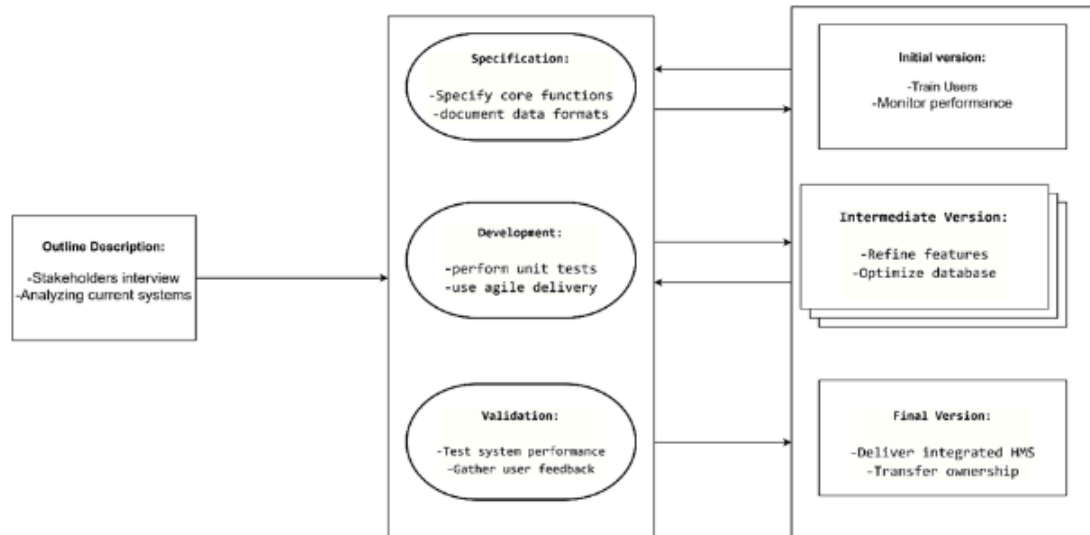 Outline Description:
-Stakeholders interview
-Analyzing current systems
Specification:
-Specify core functions
-document data formats
Development:
-perform unit tests
-use agile delivery
Validation:
-Test system performance
-Gather user feedback
Initial version:
-Train Users
-Monitor performance
Intermediate Version:
-Refine features
-Optimize database
Final Version:
-Deliver integrated HMS
-Transfer ownership